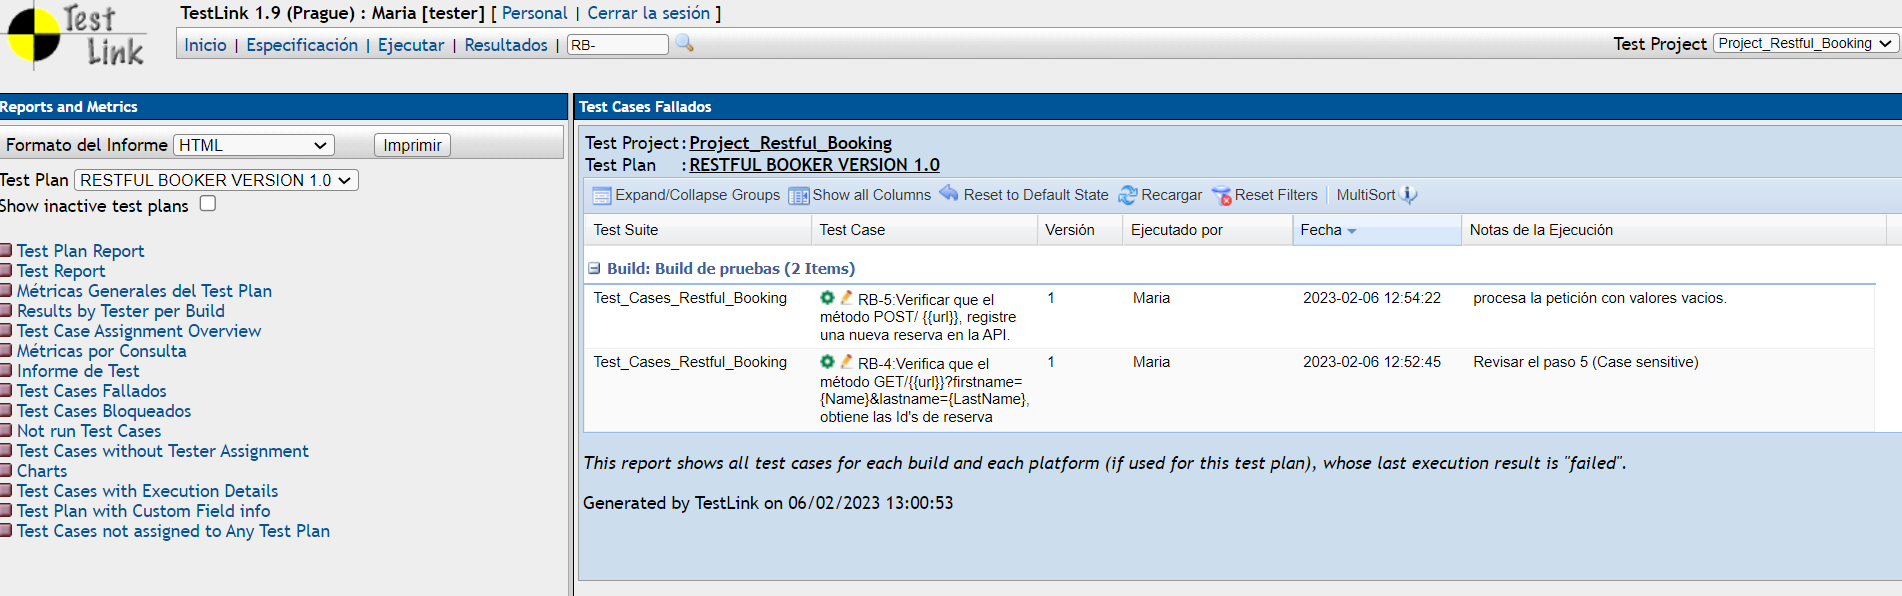 Test
Link
TestLink 1.9 (Prague) : Maria [tester] [ Personal | Cerrar la sesión ]
Inicio | Especificación | Ejecutar | Resultados | RB-
Test Project Project_Restful_Booking
Reports and Metrics
Formato del Informe HTML Imprimir
Test Plan RESTFUL BOOKER VERSION 1.0
Show inactive test plans
Test Plan Report
Test Report
Métricas Generales del Test Plan
Results by Tester per Build
Test Case Assignment Overview
Métricas por Consulta
Informe de Test
Test Cases Fallados
Test Cases Bloqueados
Not run Test Cases
Test Cases without Tester Assignment
Charts
Test Cases with Execution Details
Test Plan with Custom Field info
Test Cases not assigned to Any Test Plan
Test Cases Fallados
Test Project : Project_Restful_Booking
Test Plan : RESTFUL BOOKER VERSION 1.0
Expand/Collapse Groups Show all Columns Reset to Default State Recargar Reset Filters MultiSort
Test Suite Test Case Versión Ejecutado por Fecha Notas de la Ejecución
Build: Build de pruebas (2 Items)
Test_Cases_Restful_Booking RB-5:Verificar que el 1 Maria 2023-02-06 12:54:22 procesa la petición con valores vacios.
método POST/ {{url}}, registre
una nueva reserva en la API.
Test_Cases_Restful_Booking RB-4:Verifica que el 1 Maria 2023-02-06 12:52:45 Revisar el paso 5 (Case sensitive)
método GET/{{url}}?firstname=
{Name}&lastname={LastName},
obtiene las Id's de reserva
This report shows all test cases for each build and each platform (if used for this test plan), whose last execution result is "failed".
Generated by TestLink on 06/02/2023 13:00:53